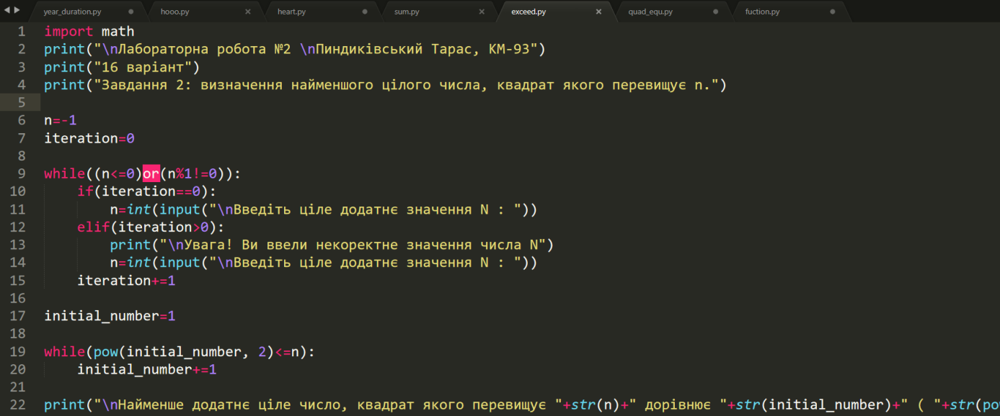 year_duration.py hooo.py heart.py sum.py exceed.py quad_equ.py fuction.py
1 import math
2 print("\nЛабораторна робота №2 \nПиндиківський Тарас, КМ-93")
3 print("16 варіант")
4 print("Завдання 2: визначення найменшого цілого числа, квадрат якого перевищує n.")
5
6 n=-1
7 iteration=0
8
9 while((n<=0)or(n%1!=0)):
10 if(iteration==0):
11 n=int(input("\nВведіть ціле додатнє значення N : "))
12 elif(iteration>0):
13 print("\nУвага! Ви ввели некоректне значення числа N")
14 n=int(input("\nВведіть ціле додатнє значення N : "))
15 iteration+=1
16
17 initial_number=1
18
19 while(pow(initial_number, 2)<=n):
20 initial_number+=1
21
22 print("\nНайменше додатнє ціле число, квадрат якого перевищує "+str(n)+" дорівнює "+str(initial_number)+" ( "+str(po